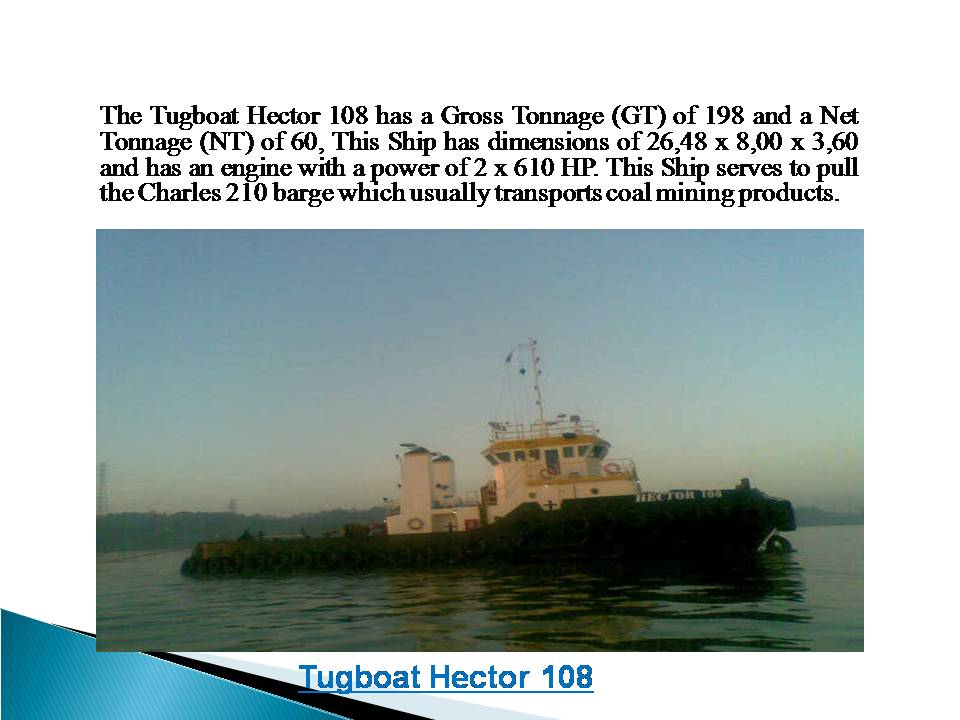 The Tugboat Hector 108 has a Gross Tonnage (GT) of 198 and a Net
Tonnage (NT) of 60, This Ship has dimensions of 26,48 x 8,00 x 3,60
and has an engine with a power of 2 x 610 HP. This Ship serves to pull
the Charles 210 barge which usually transports coal mining products.
HECTOR 108
Tugboat Hector 108